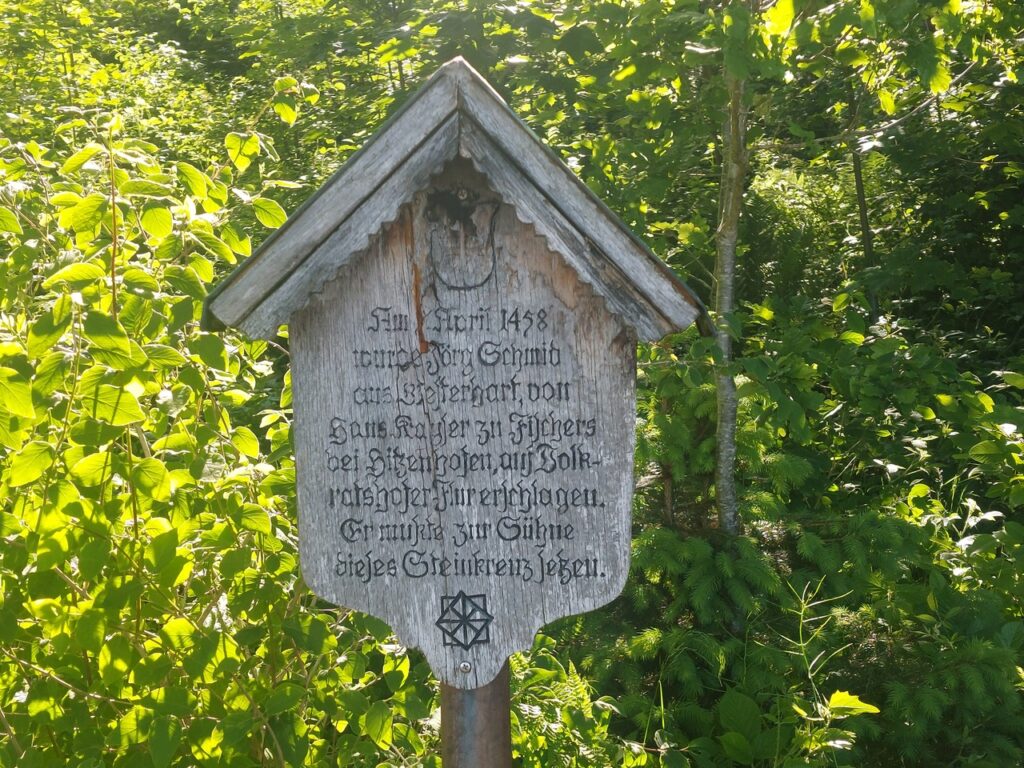 Am April 1458
wurde Jörg Schmid
aus Westerhart, von
Hans Kayser zu Fischers
bei Sitzenhofen, auf Volk-
ratshofer Flur erschlagen.
Er mußte zur Sühne
dieses Steinkreuz setzen.